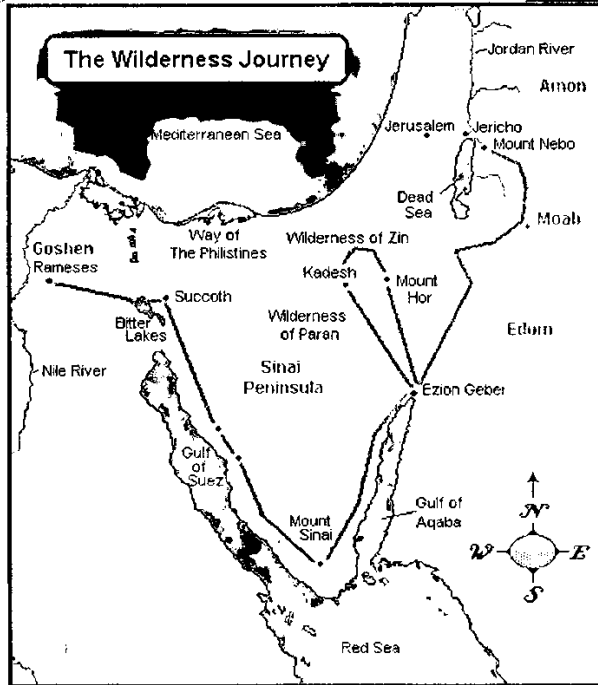 The Wilderness Journey
Jordan River
Amon
Mediterranean Sea
Jerusalem
Jericho
Mount Nebo
Dead
Sea
Moab
Way of
The Philistines
Wilderness of Zin
Goshen
Rameses
Kadesh
Mount
Hor
Succoth
Bitter
Lakes
Wilderness
of Paran
Edom
Nile River
Sinai
Peninsula
Ezion Geber
Gulf
of
Suez
Mount
Sinai
Gulf of
Aqaba
N
W
E
S
Red Sea